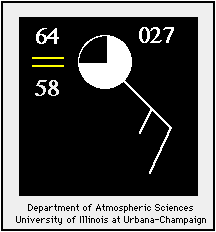 64 027
58
Department of Atmospheric Sciences
University of Illinois at Urbana-Champaign